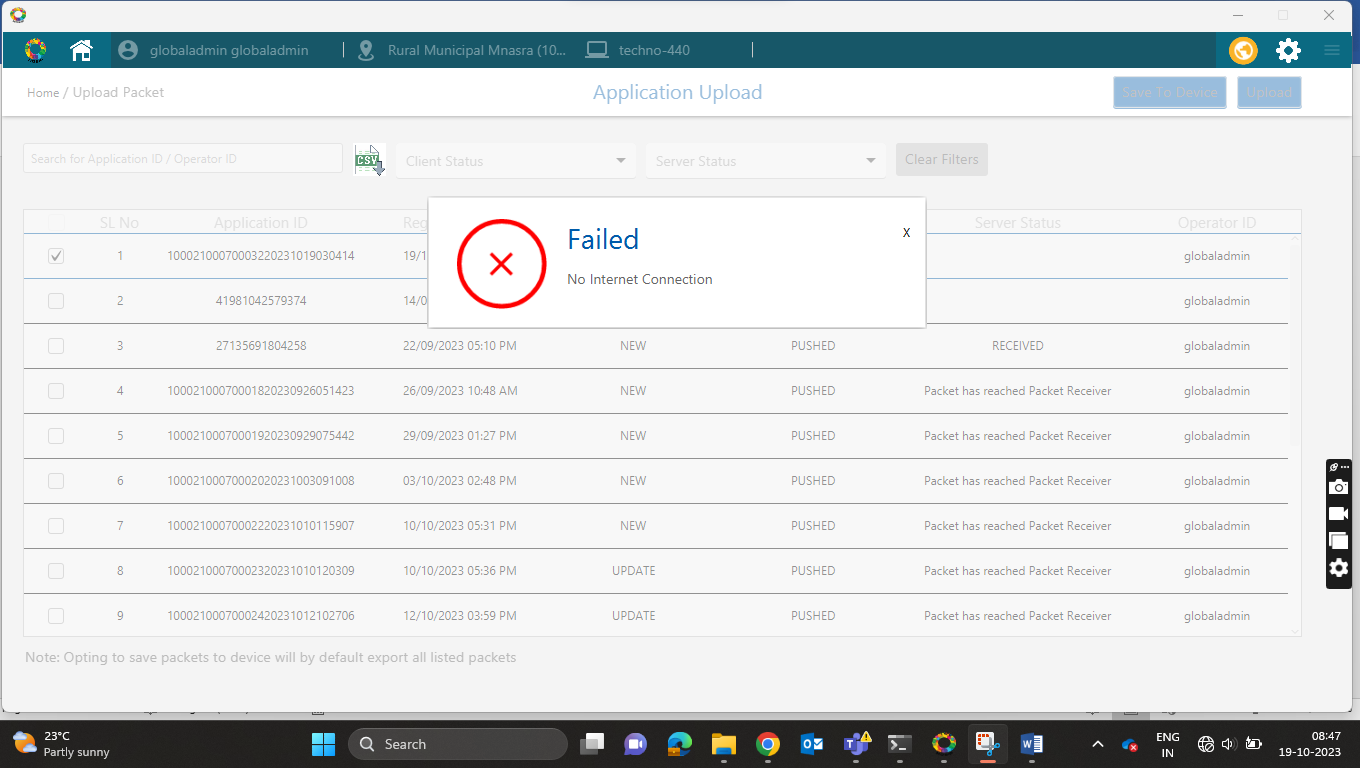 globaladmin globaladmin | Rural Municipal Mnasra (10... techno-440 |
Home / Upload Packet
Application Upload
Save To Device Upload
Search for Application ID / Operator ID CSV Client Status Server Status Clear Filters
SL No Application ID Reg Server Status Operator ID
1 10002100070003220231019030414 19/1 globaladmin
2 41981042579374 14/0 globaladmin
Failed X
No Internet Connection
3 27135691804258 22/09/2023 05:10 PM NEW PUSHED RECEIVED globaladmin
4 10002100070001820230926051423 26/09/2023 10:48 AM NEW PUSHED Packet has reached Packet Receiver globaladmin
5 10002100070001920230929075442 29/09/2023 01:27 PM NEW PUSHED Packet has reached Packet Receiver globaladmin
6 10002100070002020231003091008 03/10/2023 02:48 PM NEW PUSHED Packet has reached Packet Receiver globaladmin
7 10002100070002220231010115907 10/10/2023 05:31 PM NEW PUSHED Packet has reached Packet Receiver globaladmin
8 10002100070002320231010120309 10/10/2023 05:36 PM UPDATE PUSHED Packet has reached Packet Receiver globaladmin
9 10002100070002420231012102706 12/10/2023 03:59 PM UPDATE PUSHED Packet has reached Packet Receiver globaladmin
Note: Opting to save packets to device will by default export all listed packets
23°C
Partly sunny
Search
ENG
IN
08:47
19-10-2023